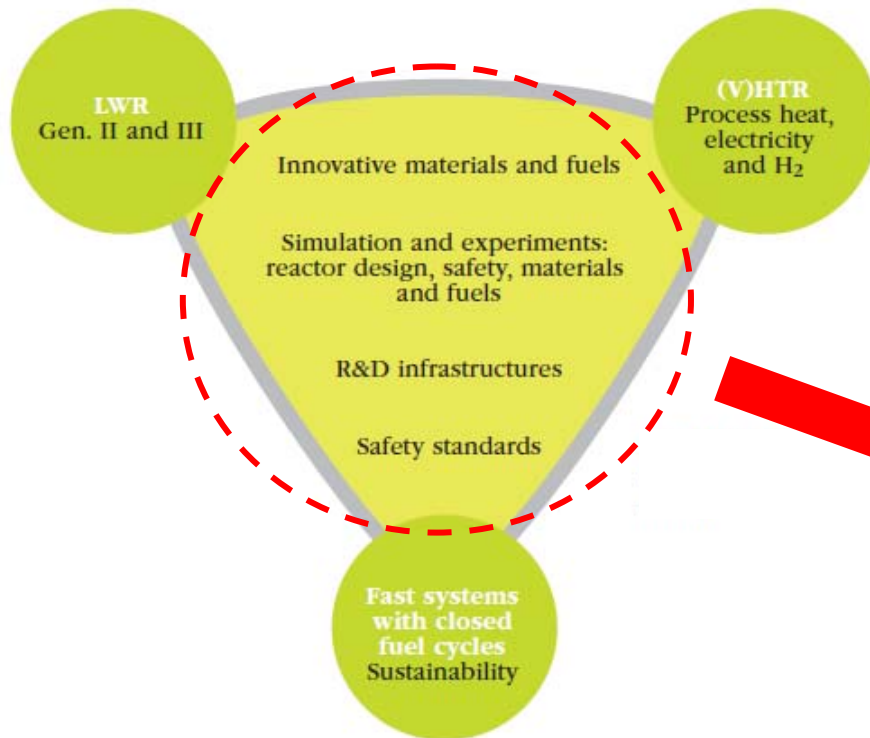 LWR
Gen. II and III
(V)HTR
Process heat,
electricity
and H₂
Innovative materials and fuels
Simulation and experiments:
reactor design, safety, materials
and fuels
R&D infrastructures
Safety standards
Fast systems
with closed
fuel cycles
Sustainability